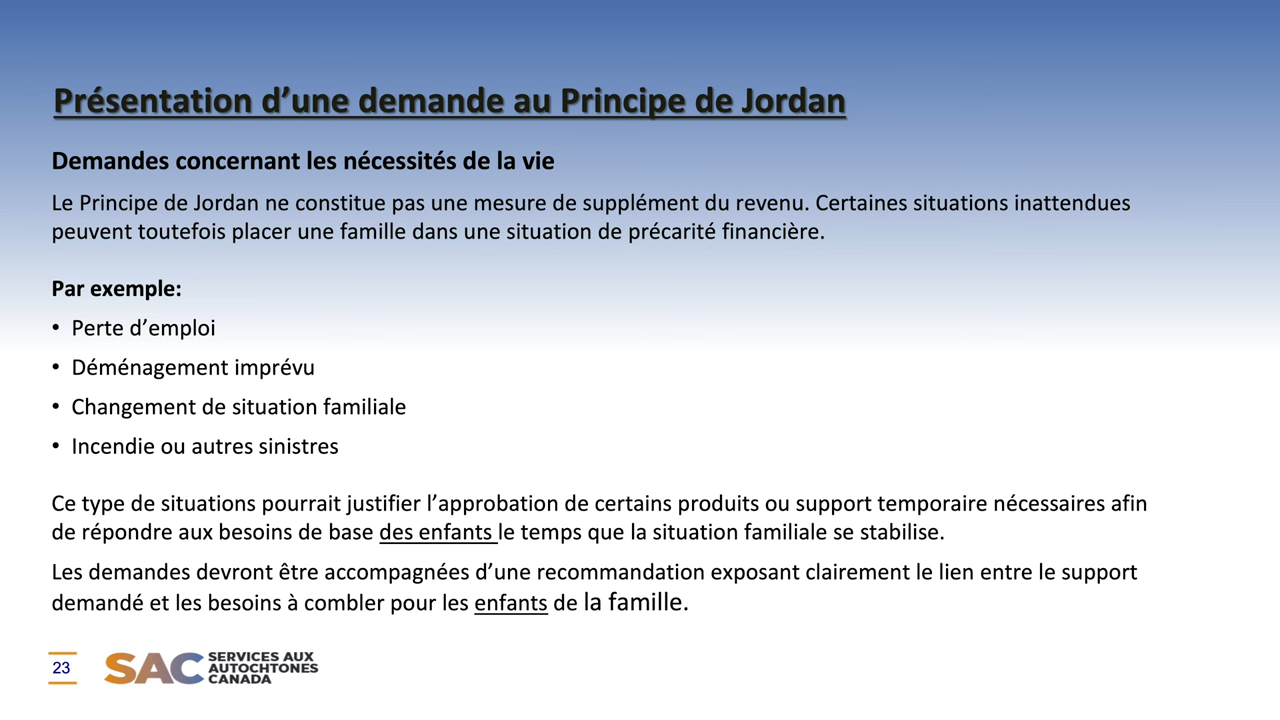 Présentation d’une demande au Principe de Jordan
Demandes concernant les nécessités de la vie
Le Principe de Jordan ne constitue pas une mesure de supplément du revenu. Certaines situations inattendues
peuvent toutefois placer une famille dans une situation de précarité financière.
Par exemple:
• Perte d’emploi
• Déménagement imprévu
• Changement de situation familiale
• Incendie ou autres sinistres
Ce type de situations pourrait justifier l’approbation de certains produits ou support temporaire nécessaires afin
de répondre aux besoins de base des enfants le temps que la situation familiale se stabilise.
Les demandes devront être accompagnées d’une recommandation exposant clairement le lien entre le support
demandé et les besoins à combler pour les enfants de la famille.
23
SAC
SERVICES AUX
AUTOCHTONES
CANADA